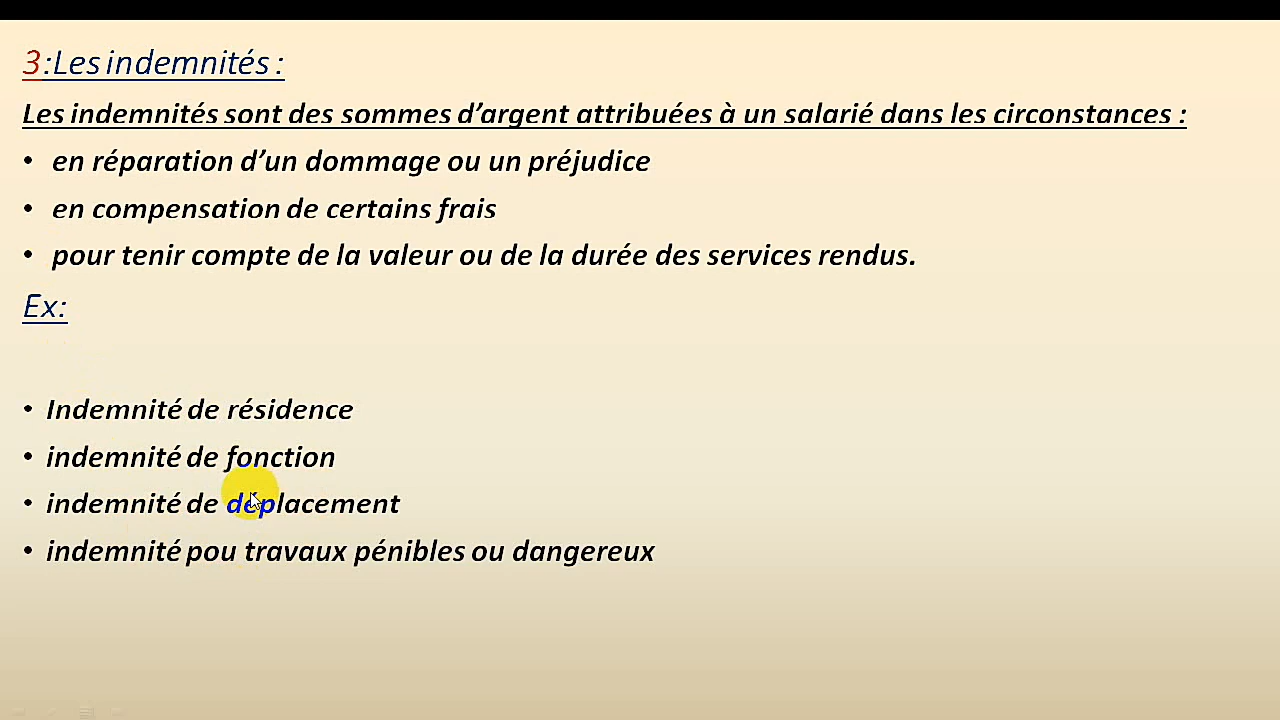 3:Les indemnités :
Les indemnités sont des sommes d’argent attribuées à un salarié dans les circonstances :
• en réparation d’un dommage ou un préjudice
• en compensation de certains frais
• pour tenir compte de la valeur ou de la durée des services rendus.
Ex:
• Indemnité de résidence
• indemnité de fonction
• indemnité de déplacement
• indemnité pou travaux pénibles ou dangereux